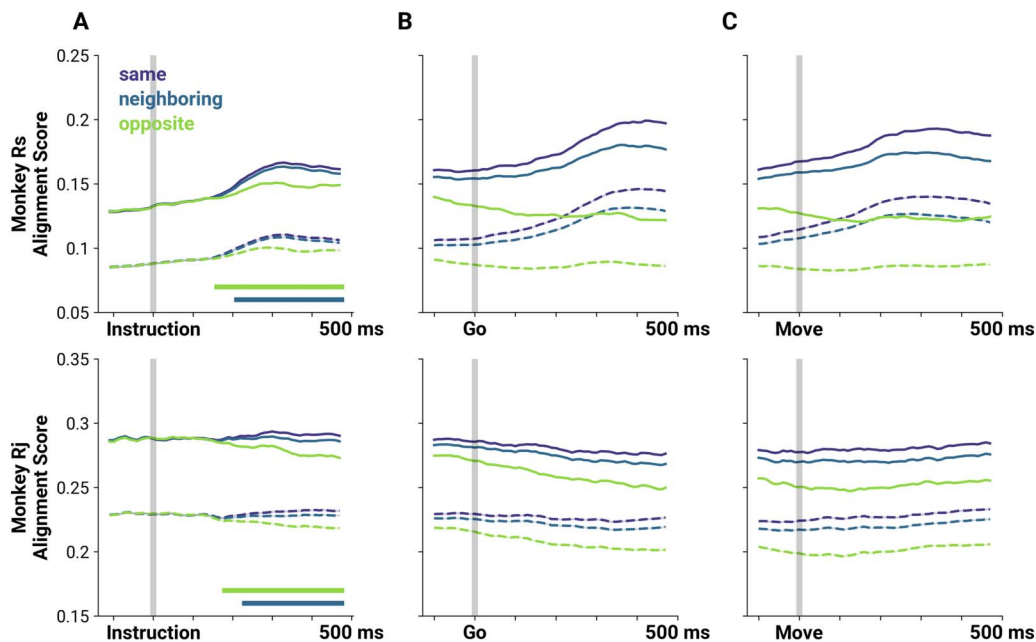 A
B
C
Monkey Rs
Alignment Score
0.25
0.2
0.15
0.1
0.05
same
neighboring
opposite
Instruction
500 ms
Go
500 ms
Move
500 ms
Monkey Rj
Alignment Score
0.35
0.3
0.25
0.2
0.15
Instruction
500 ms
Go
500 ms
Move
500 ms